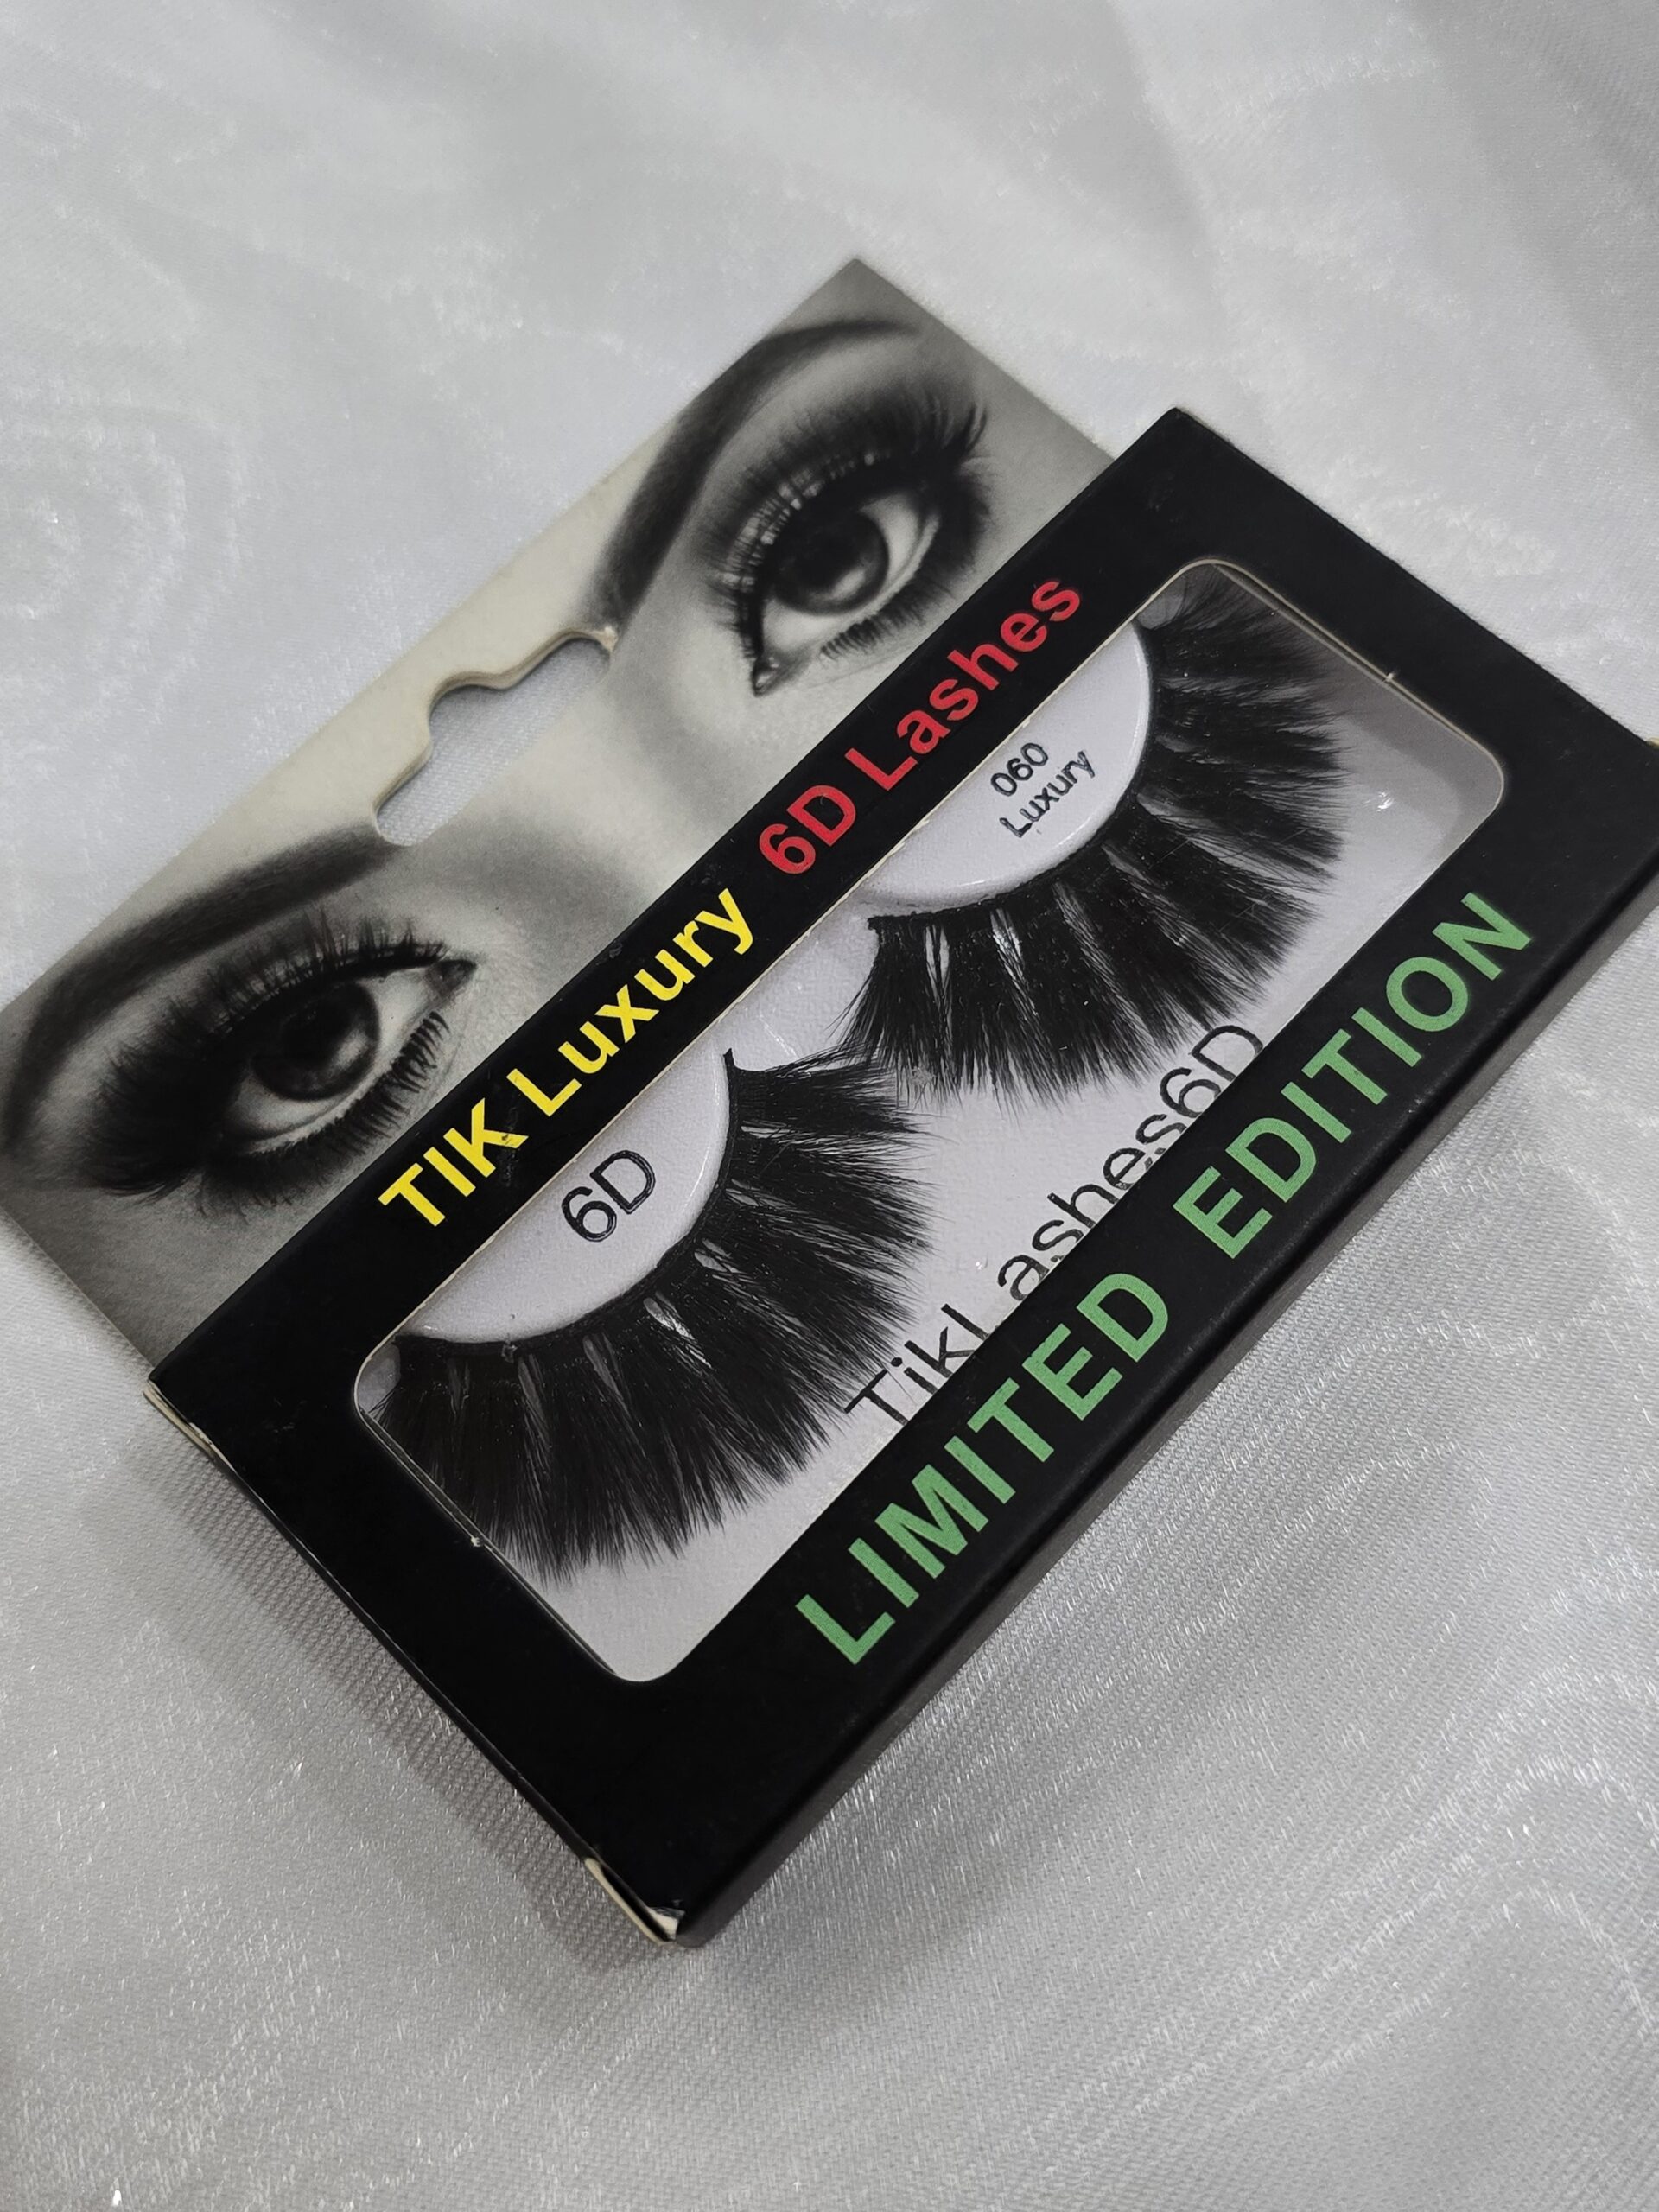 TIK Luxury 6D Lashes
6D
060
Luxury
TikLashes6D
LIMITED EDITION